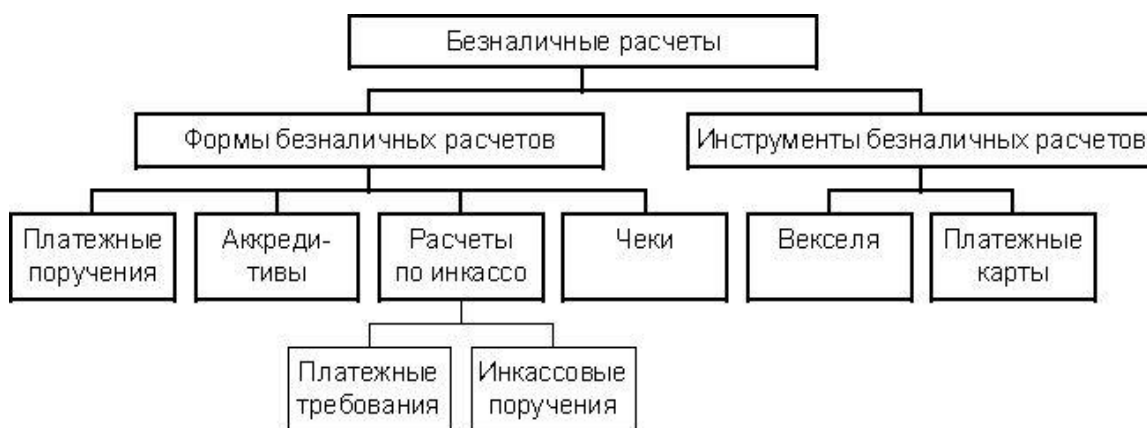 Безналичные расчеты
Формы безналичных расчетов
Инструменты безналичных расчетов
Платежные
поручения
Аккреди-
тивы
Расчеты
по инкассо
Чеки
Векселя
Платежные
карты
Платежные
требования
Инкассовые
поручения